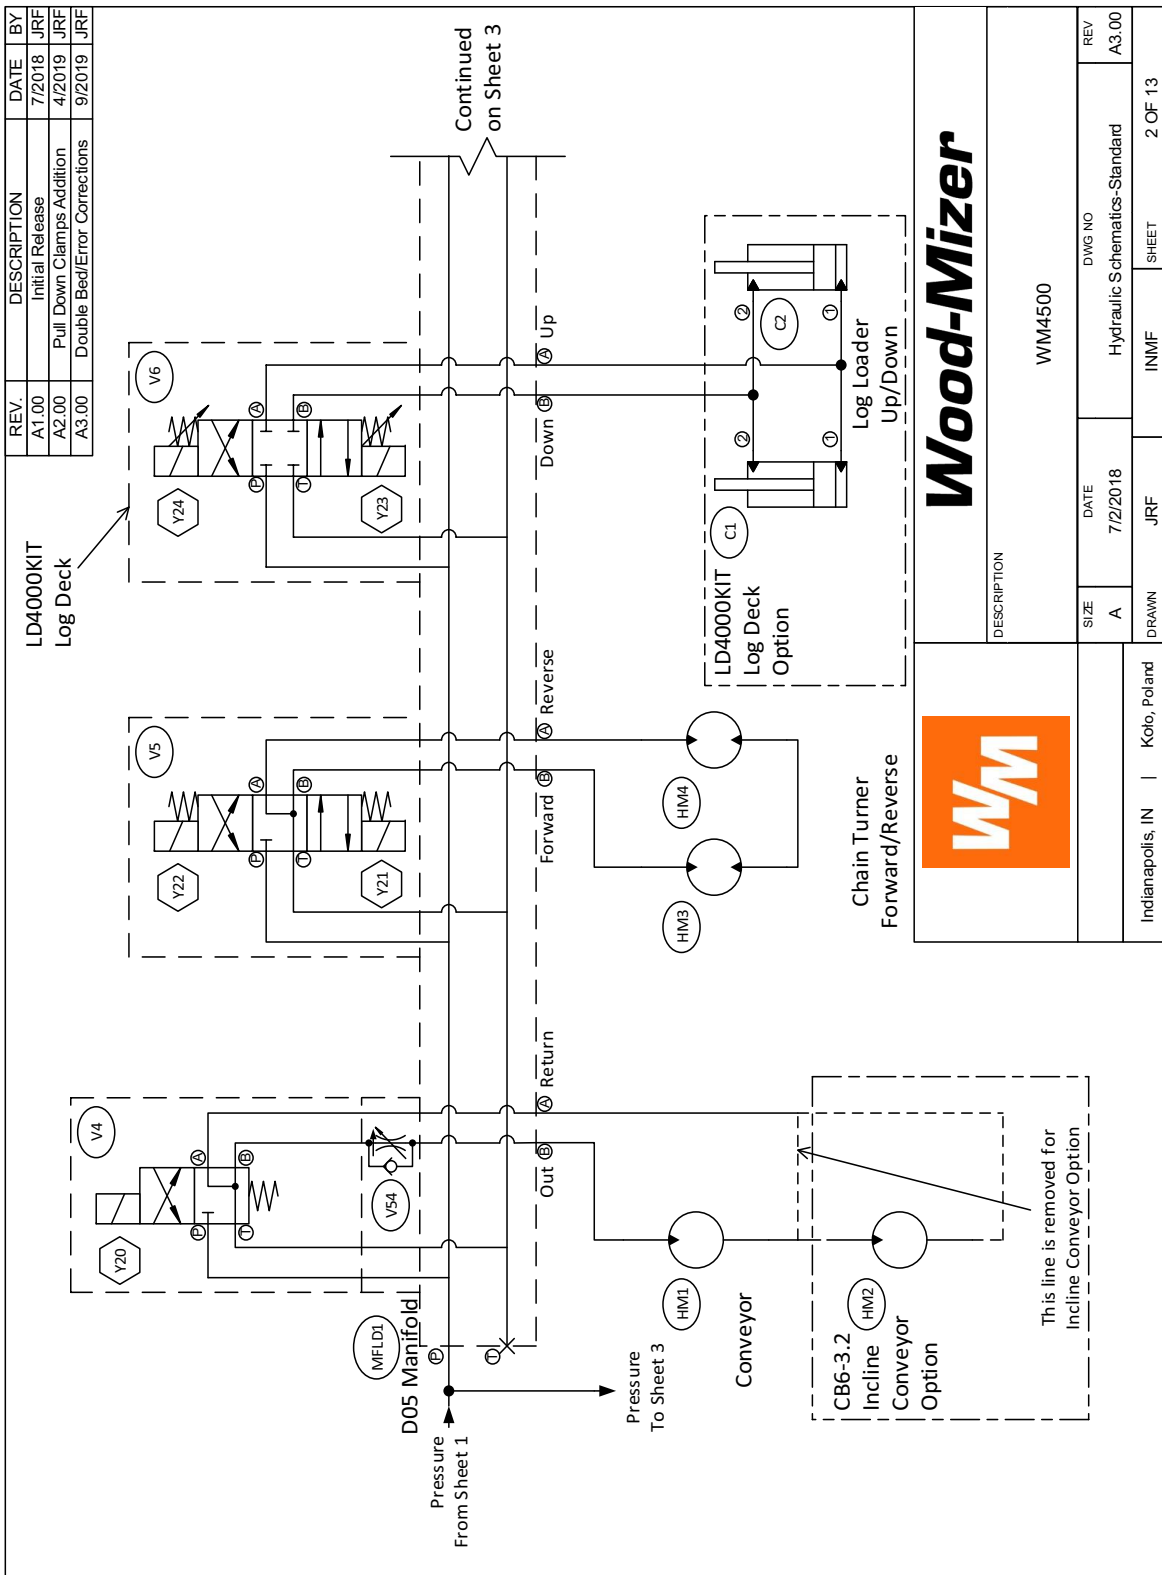 REV.
DESCRIPTION
DATE
BY
A1.00
Initial Release
7/2018
JRF
A2.00
Pull Down Clamps Addition
4/2019
JRF
A3.00
Double Bed/Error Corrections
9/2019
JRF
LD4000KIT
Log Deck
V4
Y20
P
T
A
B
V54
V5
Y22
Y21
P
T
A
B
V6
Y24
Y23
P
T
A
B
MFLD1
D05 Manifold
P
T
Pressure
From Sheet 1
Pressure
To Sheet 3
Continued
on Sheet 3
Out
B
A
Return
Forward
B
A
Reverse
Down
B
A
Up
HM1
Conveyor
HM2
CB6-3.2
Incline
Conveyor
Option
This line is removed for
Incline Conveyor Option
HM3
HM4
Chain Turner
Forward/Reverse
LD4000KIT
Log Deck
Option
C1
C2
2
1
2
1
Log Loader
Up/Down
WM
Indianapolis, IN | Koło, Poland
Wood-Mizer
DESCRIPTION
WM4500
SIZE
A
DATE
7/2/2018
DWG NO
Hydraulic Schematics-Standard
REV
A3.00
DRAWN
JRF
INMF
SHEET
2 OF 13